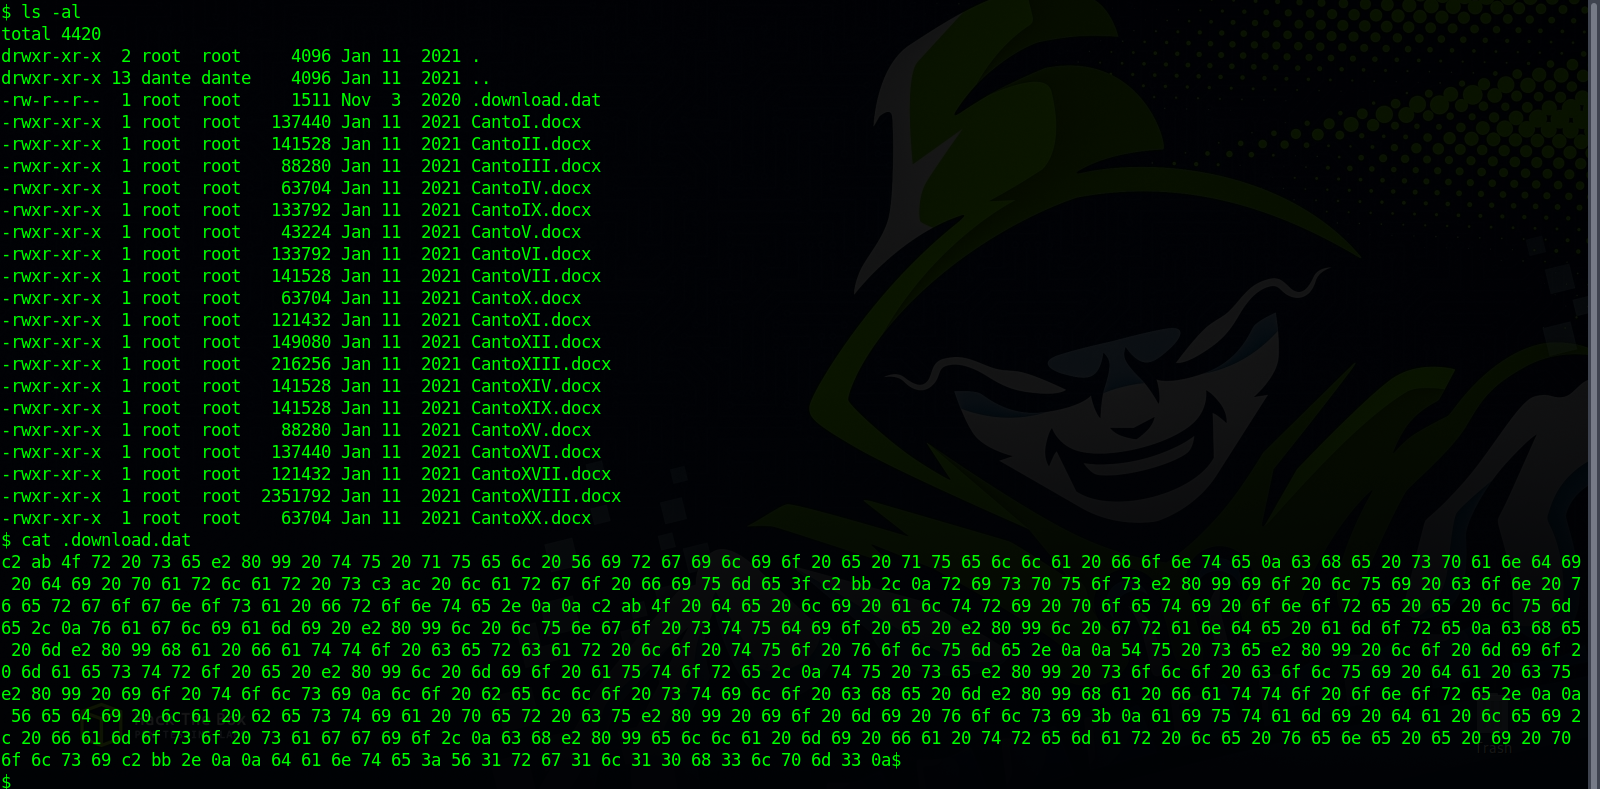 $ ls -al
total 4420
drwxr-xr-x  2 root  root     4096 Jan 11  2021 .
drwxr-xr-x 13 dante dante    4096 Jan 11  2021 ..
-rw-r--r--  1 root  root     1511 Nov  3  2020 .download.dat
-rwxr-xr-x  1 root  root   137440 Jan 11  2021 CantoI.docx
-rwxr-xr-x  1 root  root   141528 Jan 11  2021 CantoII.docx
-rwxr-xr-x  1 root  root    88280 Jan 11  2021 CantoIII.docx
-rwxr-xr-x  1 root  root    63704 Jan 11  2021 CantoIV.docx
-rwxr-xr-x  1 root  root   133792 Jan 11  2021 CantoIX.docx
-rwxr-xr-x  1 root  root    43224 Jan 11  2021 CantoV.docx
-rwxr-xr-x  1 root  root   133792 Jan 11  2021 CantoVI.docx
-rwxr-xr-x  1 root  root   141528 Jan 11  2021 CantoVII.docx
-rwxr-xr-x  1 root  root    63704 Jan 11  2021 CantoX.docx
-rwxr-xr-x  1 root  root   121432 Jan 11  2021 CantoXI.docx
-rwxr-xr-x  1 root  root   149080 Jan 11  2021 CantoXII.docx
-rwxr-xr-x  1 root  root   216256 Jan 11  2021 CantoXIII.docx
-rwxr-xr-x  1 root  root   141528 Jan 11  2021 CantoXIV.docx
-rwxr-xr-x  1 root  root   141528 Jan 11  2021 CantoXIX.docx
-rwxr-xr-x  1 root  root    88280 Jan 11  2021 CantoXV.docx
-rwxr-xr-x  1 root  root   137440 Jan 11  2021 CantoXVI.docx
-rwxr-xr-x  1 root  root   121432 Jan 11  2021 CantoXVII.docx
-rwxr-xr-x  1 root  root  2351792 Jan 11  2021 CantoXVIII.docx
-rwxr-xr-x  1 root  root    63704 Jan 11  2021 CantoXX.docx
$ cat .download.dat
c2 ab 4f 72 20 73 65 e2 80 99 20 74 75 20 71 75 65 6c 20 56 69 72 67 69 6c 69 6f 20 65 20 71 75 65 6c 6c 61 20 66 6f 6e 74 65 0a 63 68 65 20 73 70 61 6e 64 69
 20 64 69 20 70 61 72 6c 61 72 20 73 c3 ac 20 6c 61 72 67 6f 20 66 69 75 6d 65 3f c2 bb 2c 0a 72 69 73 70 75 6f 73 e2 80 99 69 6f 20 6c 75 69 20 63 6f 6e 20 7
6 65 72 67 6f 67 6e 6f 73 61 20 66 72 6f 6e 74 65 2e 0a 0a c2 ab 4f 20 64 65 20 6c 69 20 61 6c 74 72 69 20 70 6f 65 74 69 20 6f 6e 6f 72 65 20 65 20 6c 75 6d
65 2c 0a 76 61 67 6c 69 61 6d 69 20 e2 80 99 6c 20 6c 75 6e 67 6f 20 73 74 75 64 69 6f 20 65 20 e2 80 99 6c 20 67 72 61 6e 64 65 20 61 6d 6f 72 65 0a 63 68 65
 20 6d e2 80 99 68 61 20 66 61 74 74 6f 20 63 65 72 63 61 72 20 6c 6f 20 74 75 6f 20 76 6f 6c 75 6d 65 2e 0a 0a 54 75 20 73 65 e2 80 99 20 6c 6f 20 6d 69 6f 2
0 6d 61 65 73 74 72 6f 20 65 20 e2 80 99 6c 20 6d 69 6f 20 61 75 74 6f 72 65 2c 0a 74 75 20 73 65 e2 80 99 20 73 6f 6c 6f 20 63 6f 6c 75 69 20 64 61 20 63 75
e2 80 99 20 69 6f 20 74 6f 6c 73 69 0a 6c 6f 20 62 65 6c 6c 6f 20 73 74 69 6c 6f 20 63 68 65 20 6d e2 80 99 68 61 20 66 61 74 74 6f 20 6f 6e 6f 72 65 2e 0a 0a
 56 65 64 69 20 6c 61 20 62 65 73 74 69 61 20 70 65 72 20 63 75 e2 80 99 20 69 6f 20 6d 69 20 76 6f 6c 73 69 3b 0a 61 69 75 74 61 6d 69 20 64 61 20 6c 65 69 2
c 20 66 61 6d 6f 73 6f 20 73 61 67 67 69 6f 2c 0a 63 68 e2 80 99 65 6c 6c 61 20 6d 69 20 66 61 20 74 72 65 6d 61 72 20 6c 65 20 76 65 6e 65 20 65 20 69 20 70
6f 6c 73 69 c2 bb 2e 0a 0a 64 61 6e 74 65 3a 56 31 72 67 31 6c 31 30 68 33 6c 70 6d 33 0a$
$
Trash